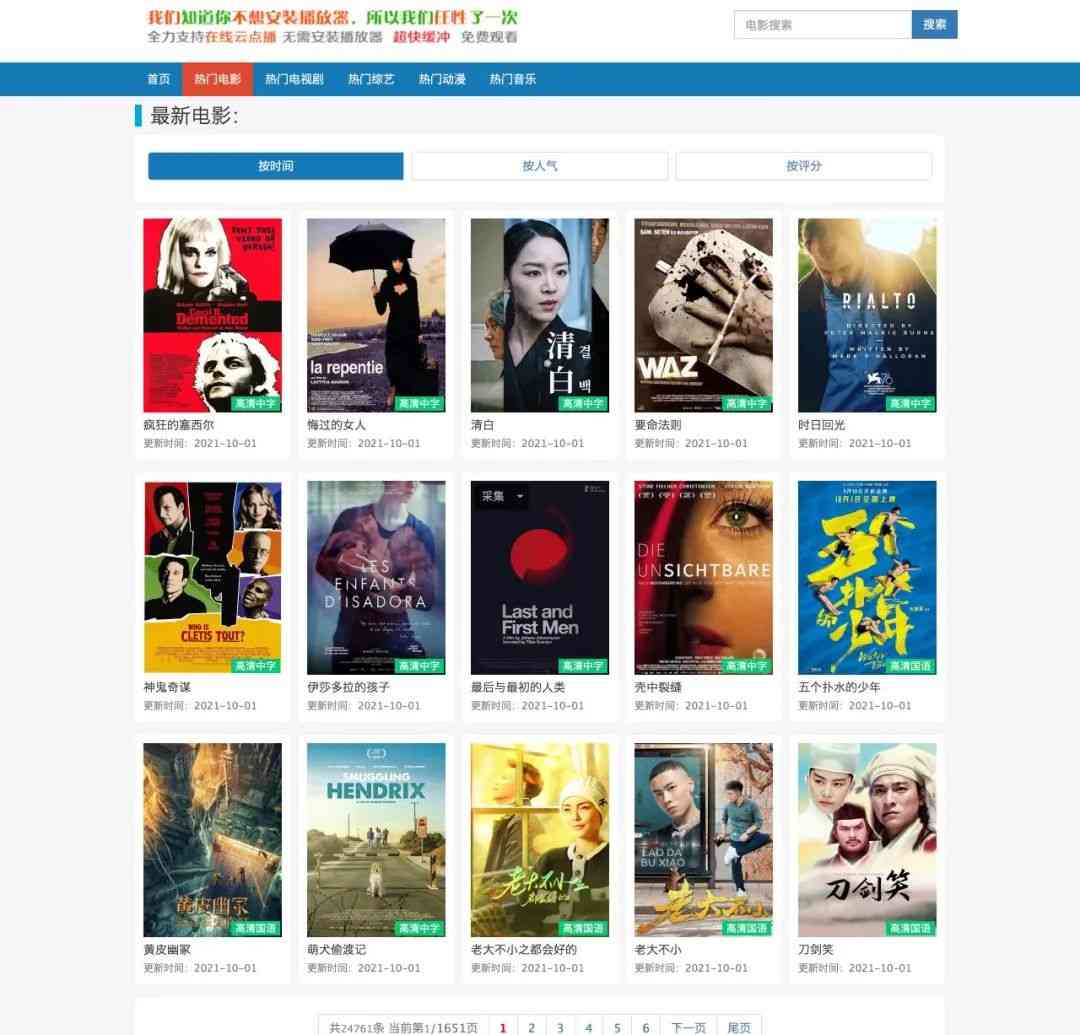 我们知道你不想安装播放器，所以我们任性了一次
全力支持在线云点播 无需安装播放器 超快缓冲 免费观看
电影搜索
搜索
首页 热门电影 热门电视剧 热门综艺 热门动漫 热门音乐
最新电影：
按时间 按人气 按评分
Cecil B. Demented
高清中字
疯狂的塞西尔
更新时间：2021-10-01
la repentie
高清中字
悔过的女人
更新时间：2021-10-01
清白
결백
高清中字
清白
更新时间：2021-10-01
WAZ
高清中字
要命法则
更新时间：2021-10-01
RIALTO
DIRECTED BY
PETER MACKIE BURNS
WRITTEN BY
MARK O'HALLORAN
高清中字
时日回光
更新时间：2021-10-01
WHO IS
CLETIS TOUT?
高清中字
神鬼奇谋
更新时间：2021-10-01
LES
ENFANTS
D'ISADORA
高清中字
伊莎多拉的孩子
更新时间：2021-10-01
采集
Last and
First Men
高清中字
最后与最初的人类
更新时间：2021-10-01
DIE
UNSICHTBARE
高清中字
壳中裂缝
更新时间：2021-10-01
五个扑水的少年
高清国语
五个扑水的少年
更新时间：2021-10-01
黄皮幽冢
高清国语
黄皮幽冢
更新时间：2021-10-01
SMUGGLING
HENDRIX
高清中字
萌犬偷渡记
更新时间：2021-10-01
老大不小之
高清国语
老大不小之都会好的
更新时间：2021-10-01
LAO DA
BU XIAO
老大不小
高清国语
老大不小
更新时间：2021-10-01
刀剑笑
高清国语
刀剑笑
更新时间：2021-10-01
共24761条 当前第1/1651页 1 2 3 4 5 6 下一页 尾页